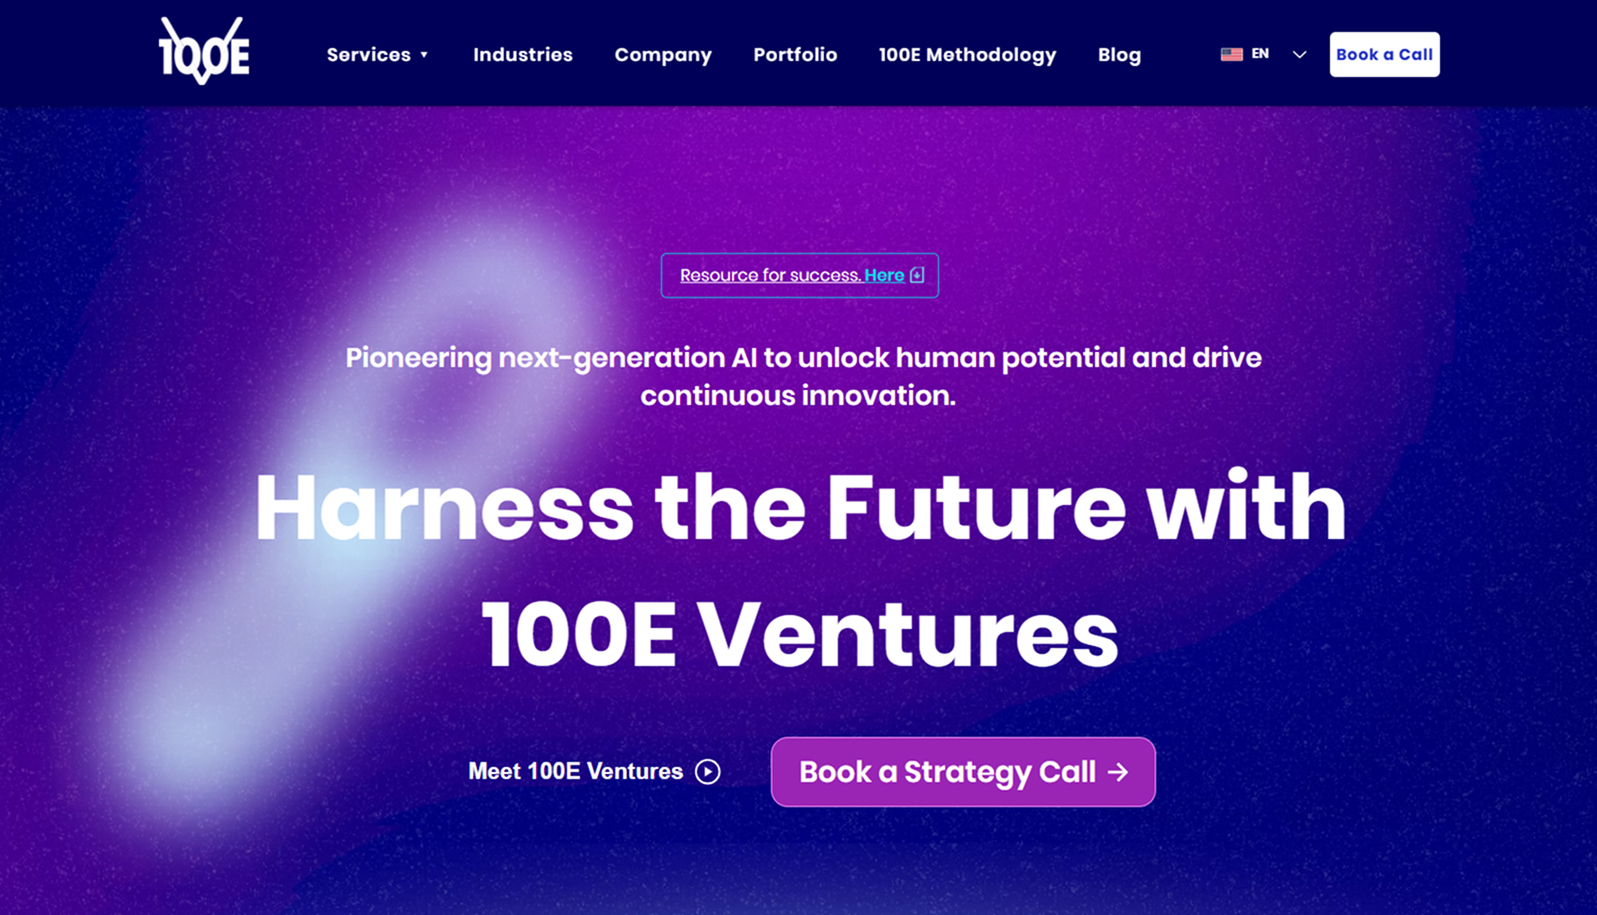 100E
Services ▼ Industries Company Portfolio 100E Methodology Blog EN Book a Call
Resource for success. Here
Pioneering next-generation AI to unlock human potential and drive
continuous innovation.
Harness the Future with
100E Ventures
Meet 100E Ventures
Book a Strategy Call →